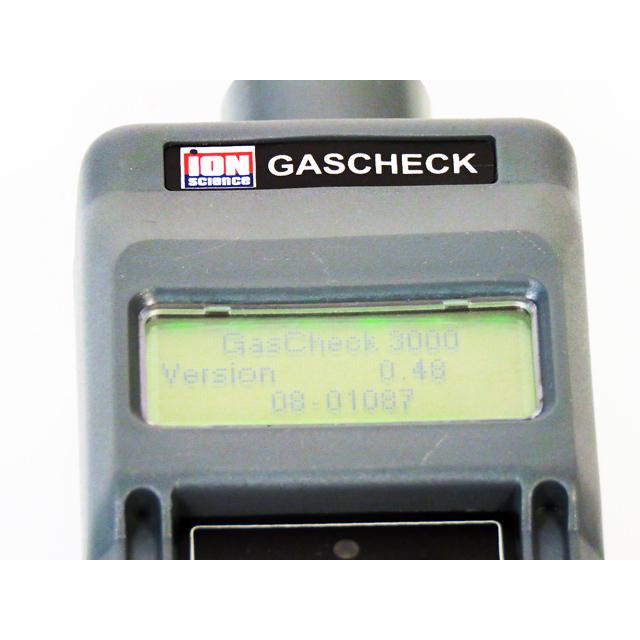 ion science GASCHECK
GasCheck 3000
Version 0.48
08-01087